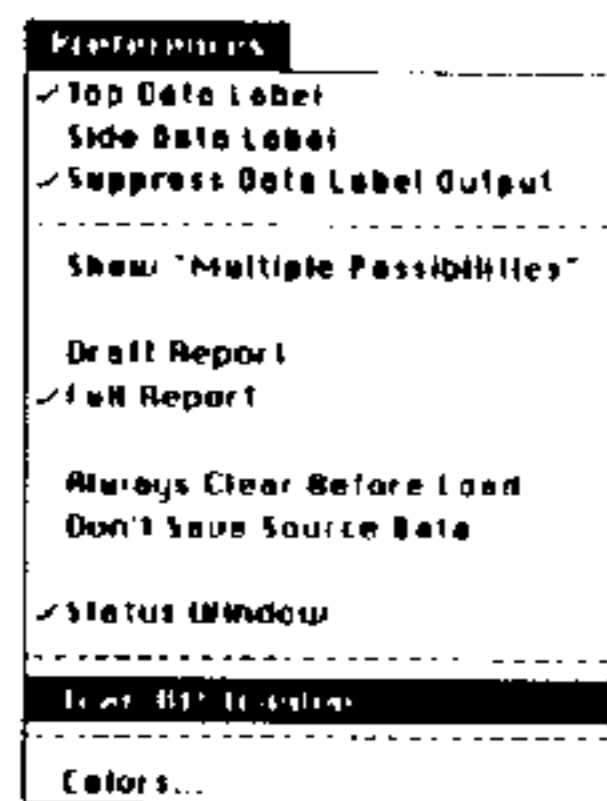 Preferences
✓Top Data Label
Side Data Label
✓Suppress Data Label Output
Show "Multiple Possibilities"
Draft Report
✓Full Report
Always Clear Before Load
Don't Save Source Data
✓Status Window
Colors...